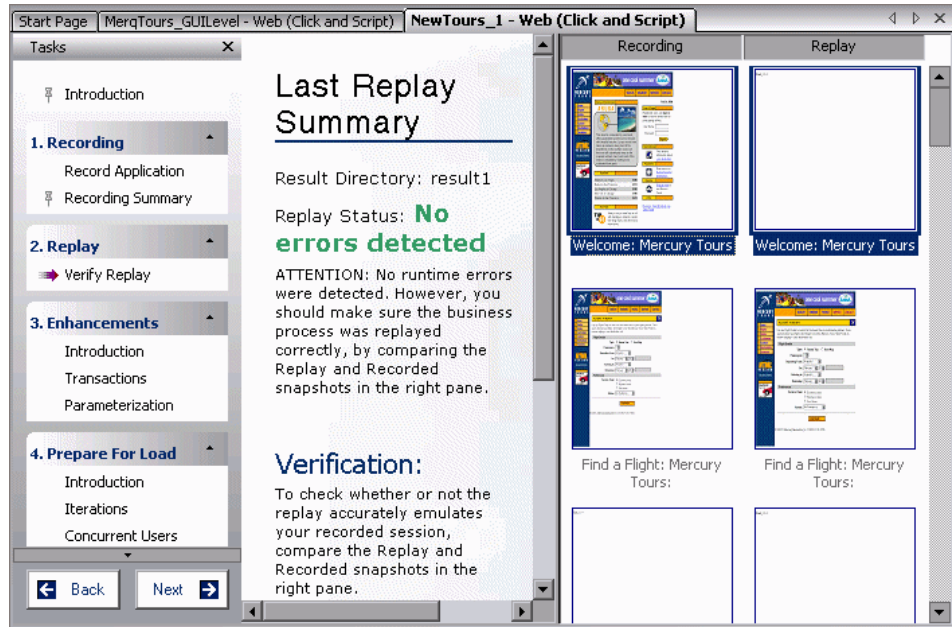 Start Page
MerqTours_GUILevel - Web (Click and Script)
NewTours_1 - Web (Click and Script)
Tasks
Introduction
1. Recording
Record Application
Recording Summary
2. Replay
Verify Replay
3. Enhancements
Introduction
Transactions
Parameterization
4. Prepare For Load
Introduction
Iterations
Concurrent Users
Back
Next
Last Replay
Summary
Result Directory: result1
Replay Status: No
errors detected
ATTENTION: No runtime errors
were detected. However, you
should make sure the business
process was replayed
correctly, by comparing the
Replay and Recorded
snapshots in the right pane.
Verification:
To check whether or not the
replay accurately emulates
your recorded session,
compare the Replay and
Recorded snapshots in the
right pane.
Recording
Replay
Welcome: Mercury Tours
Welcome: Mercury Tours
Find a Flight: Mercury
Tours:
Find a Flight: Mercury
Tours: